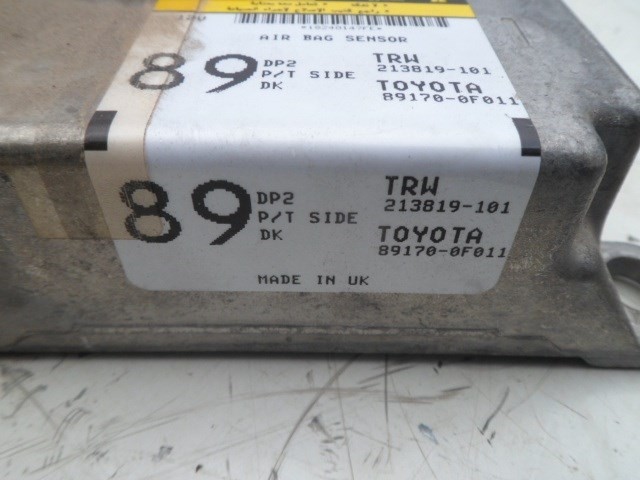 12V
AIR BAG SENSOR
89 DP2 TRW
P/T SIDE 213819-101
DK TOYOTA
89170-0F011
89 DP2 TRW
P/T SIDE 213819-101
DK TOYOTA
89170-0F011
MADE IN UK